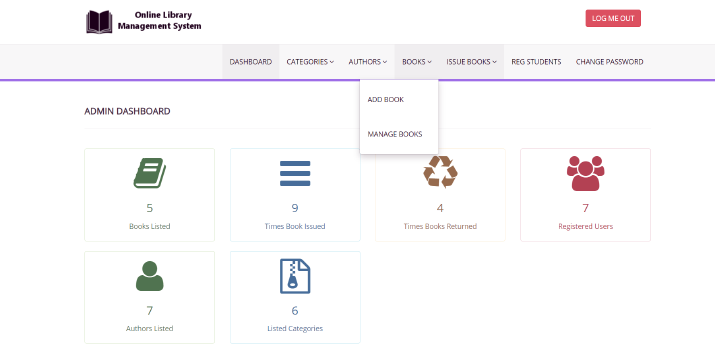 Online Library
Management System
LOG ME OUT
DASHBOARD CATEGORIES AUTHORS BOOKS ISSUE BOOKS REG STUDENTS CHANGE PASSWORD
ADD BOOK
MANAGE BOOKS
ADMIN DASHBOARD
5 9 4 7
Books Listed Times Book Issued Times Books Returned Registered Users
7 6
Authors Listed Listed Categories